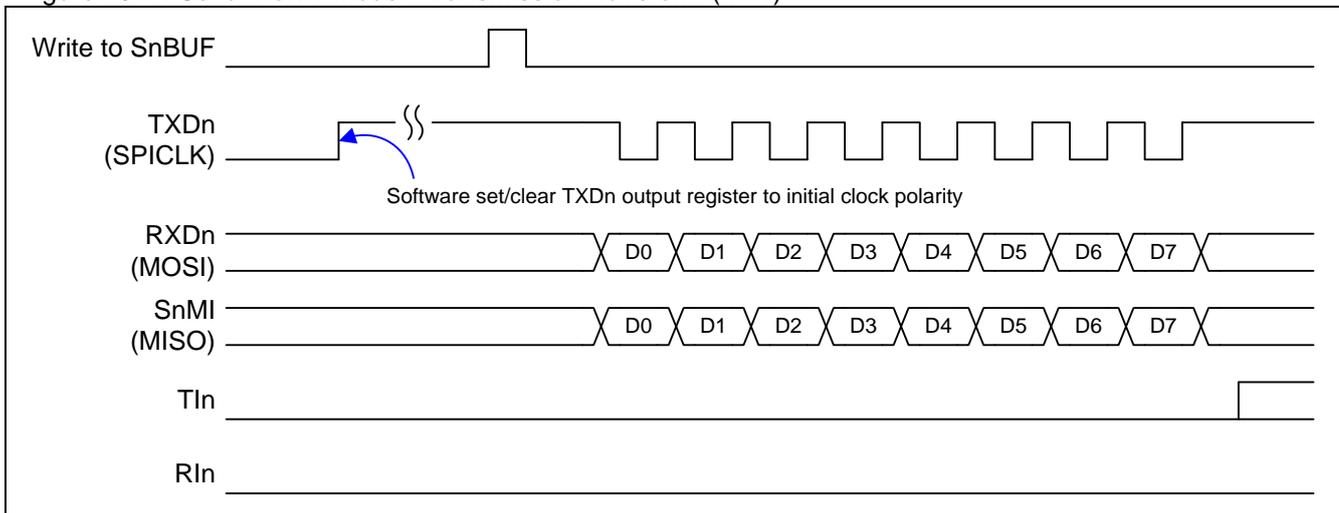 Write to SnBUF
TXDn
(SPICLK)
Software set/clear TXDn output register to initial clock polarity
RXDn
(MOSI)
D0 D1 D2 D3 D4 D5 D6 D7
SnMI
(MISO)
D0 D1 D2 D3 D4 D5 D6 D7
TIn
RIn